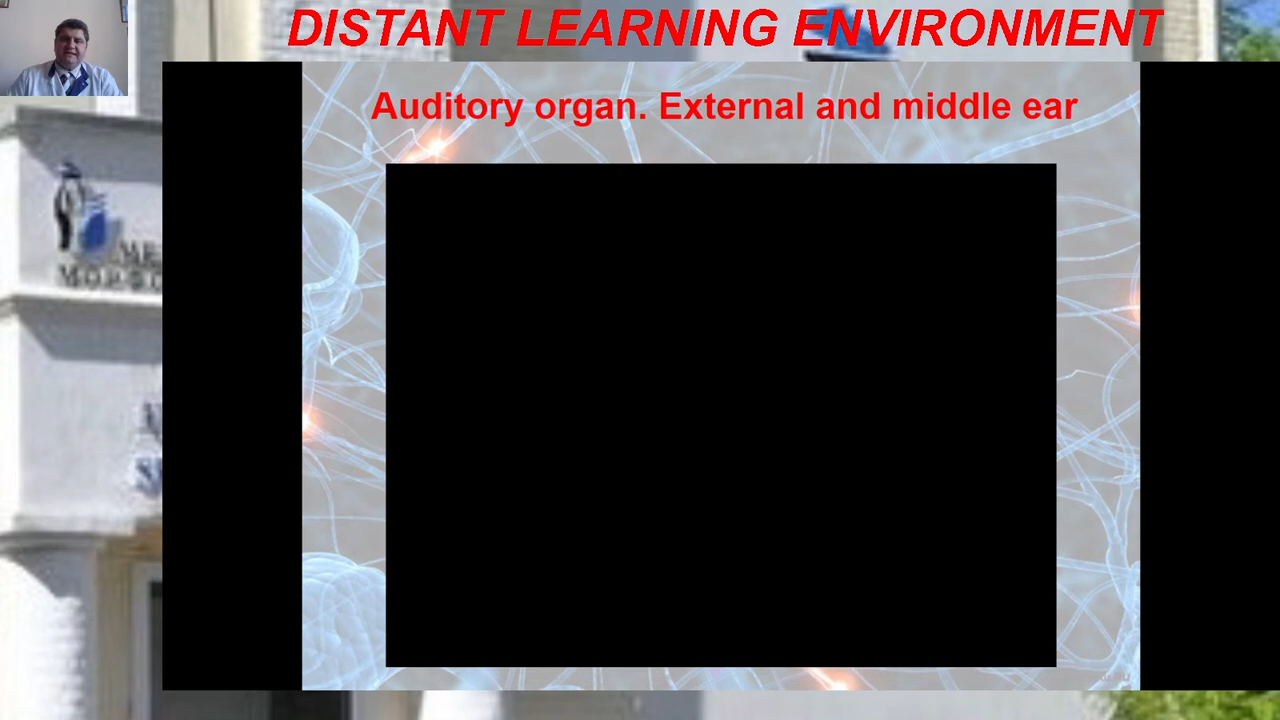 DISTANT LEARNING ENVIRONMENT
Auditory organ. External and middle ear